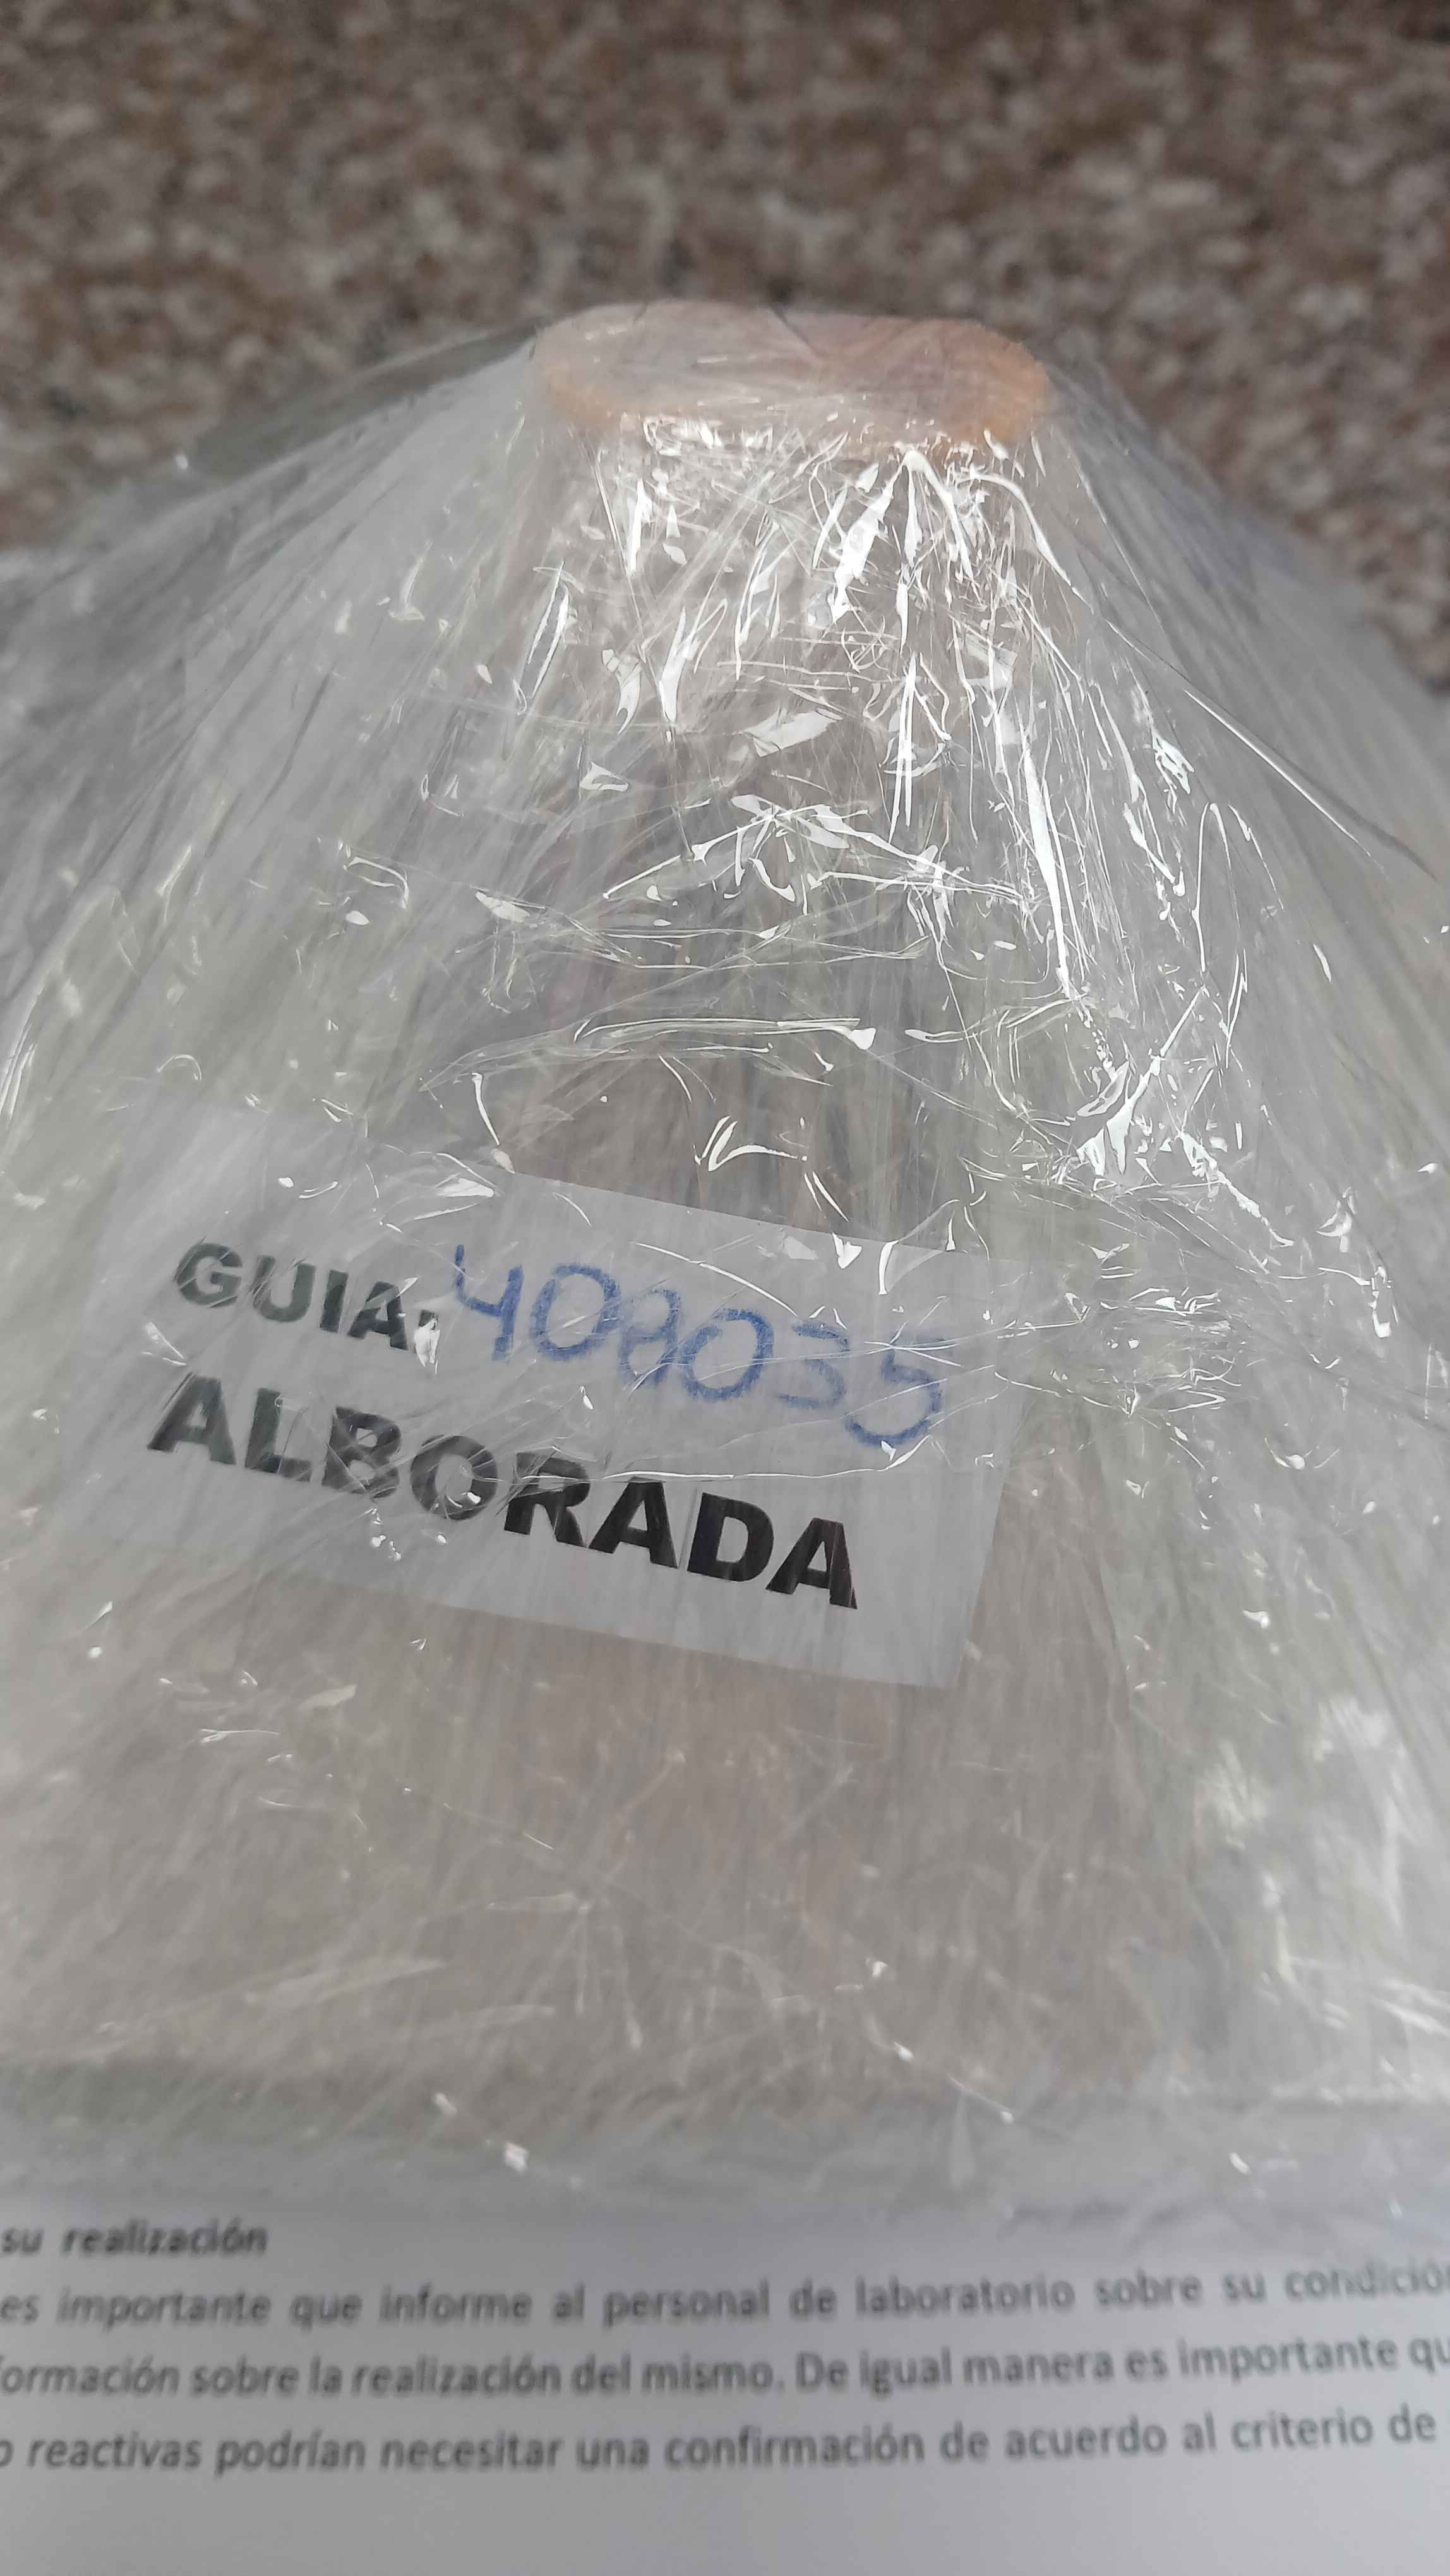 GUIA: 408035
ALBORADA
su realización
es importante que informe al personal de laboratorio sobre su condición
formación sobre la realización del mismo. De igual manera es importante qu
o reactivas podrían necesitar una confirmación de acuerdo al criterio de